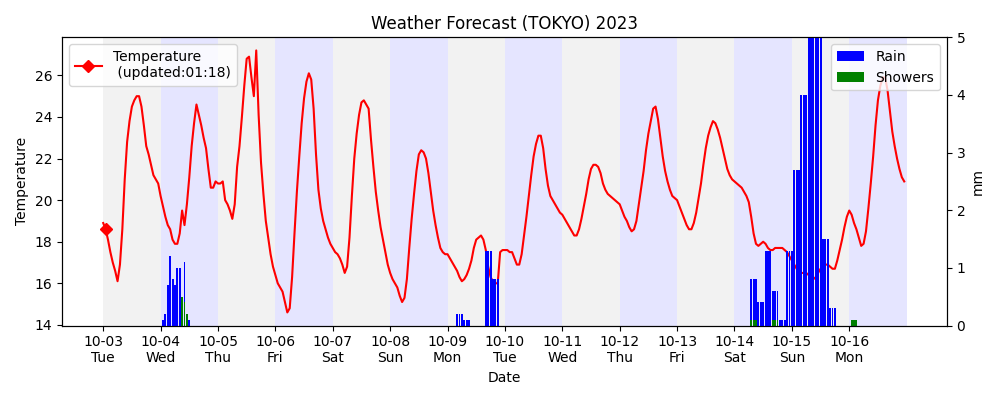 Weather Forecast (TOKYO) 2023
Temperature
(updated:01:18)
Rain
Showers
Temperature
26
24
22
20
18
16
14
5
4
3
2
1
0
mm
10-03 10-04 10-05 10-06 10-07 10-08 10-09 10-10 10-11 10-12 10-13 10-14 10-15 10-16
Tue Wed Thu Fri Sat Sun Mon Tue Wed Thu Fri Sat Sun Mon
Date